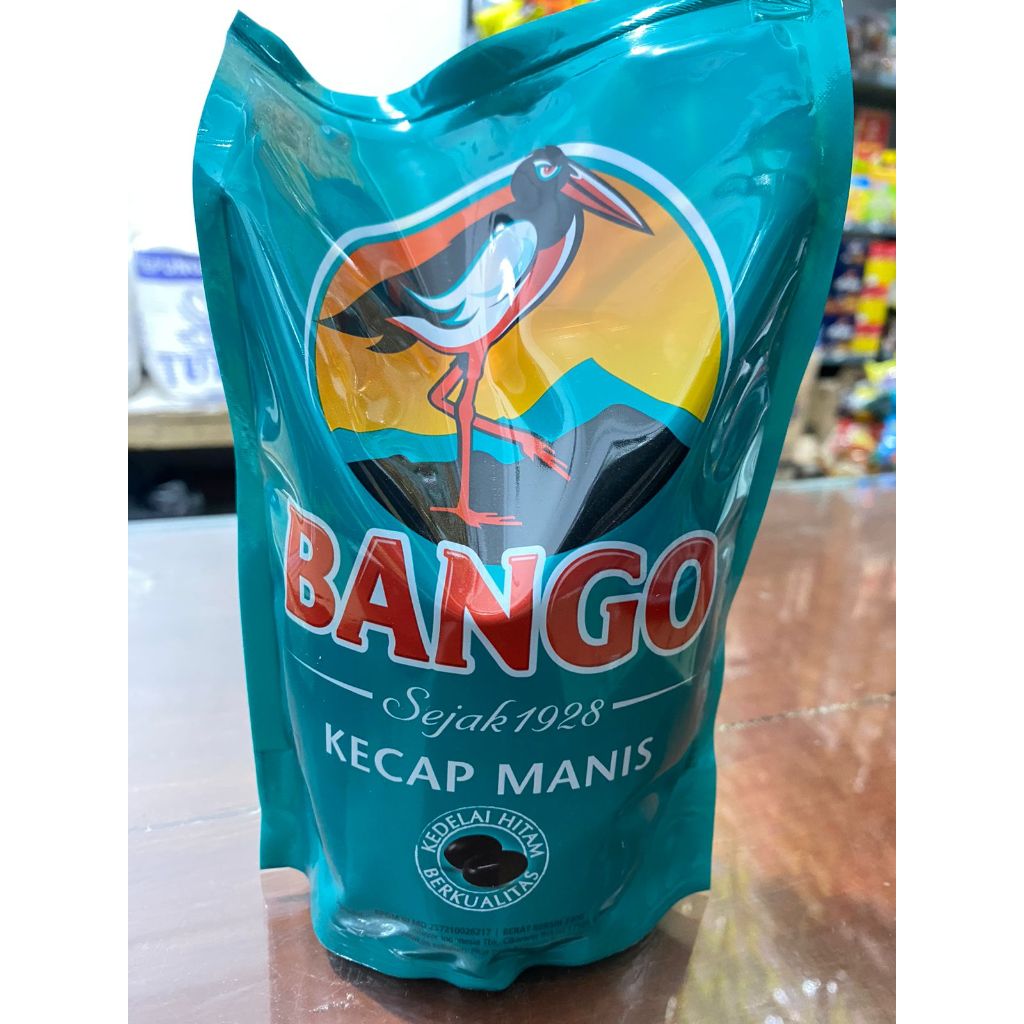 BANGO
Sejak 1928
KECAP MANIS
KEDELAI HITAM
BERKUALITAS